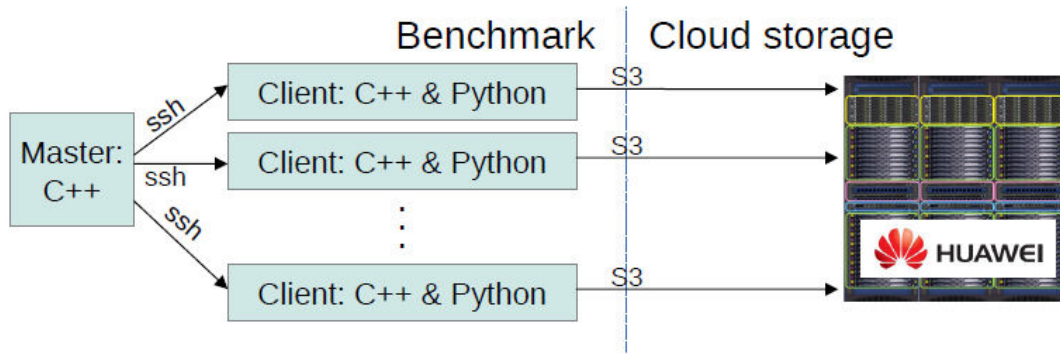 Benchmark
Cloud storage
Master:
C++
ssh
ssh
ssh
Client: C++ & Python
S3
Client: C++ & Python
S3
⋮
Client: C++ & Python
S3
HUAWEI